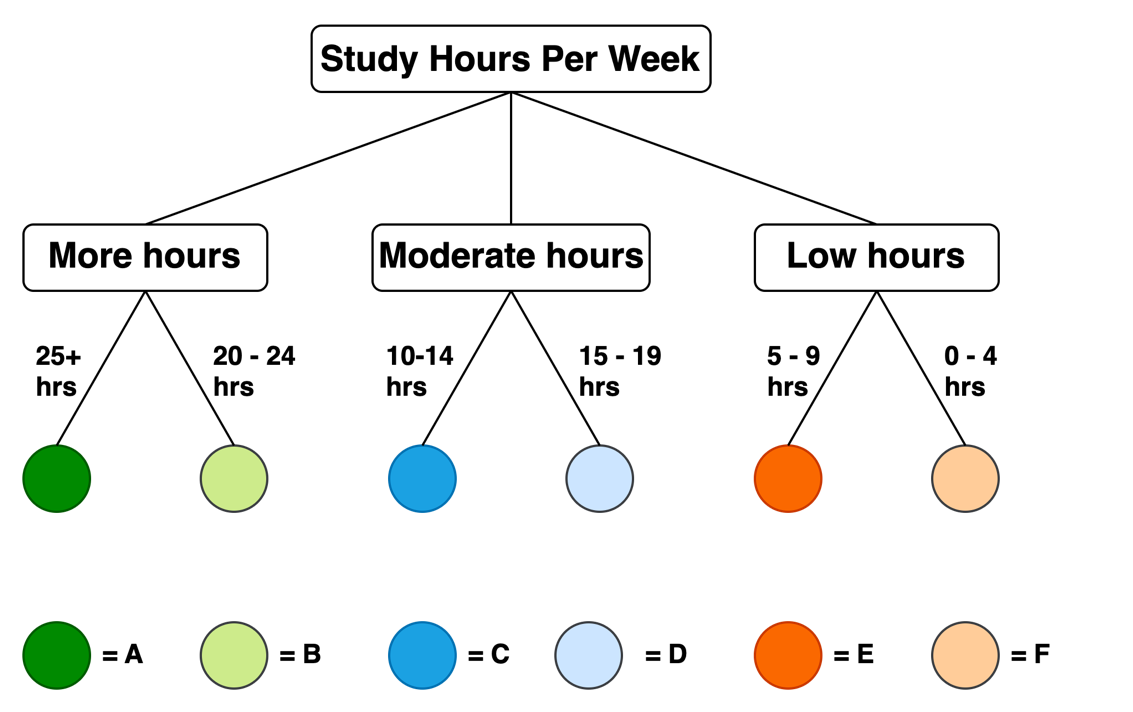 Study Hours Per Week
More hours
Moderate hours
Low hours
25+
hrs
20 - 24
hrs
10-14
hrs
15 - 19
hrs
5 - 9
hrs
0 - 4
hrs
= A
= B
= C
= D
= E
= F